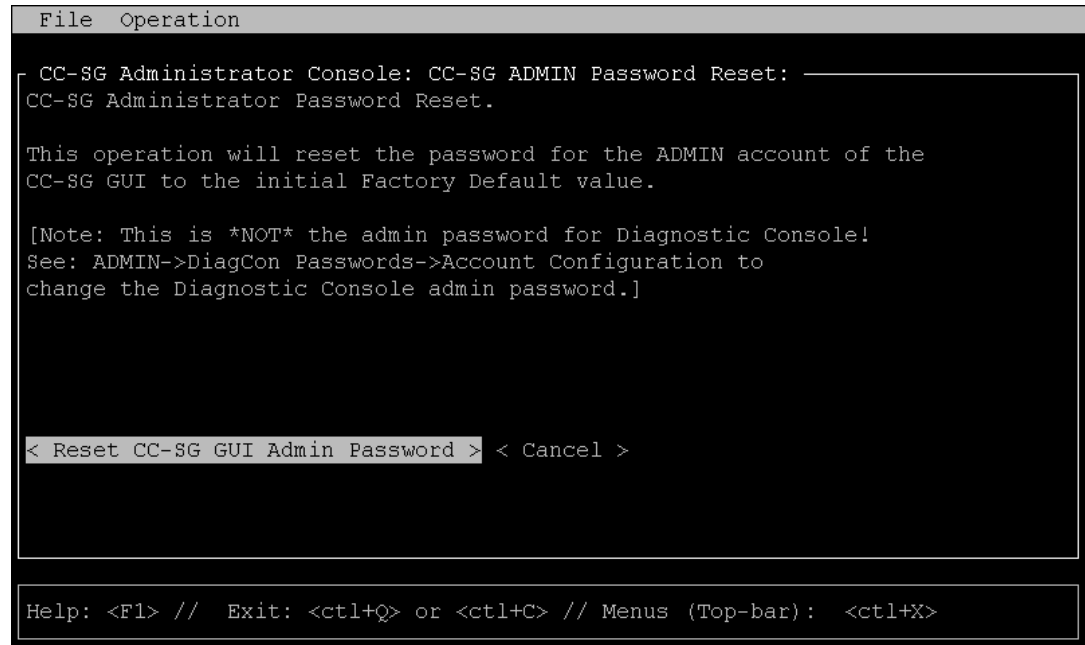 File Operation
CC-SG Administrator Console: CC-SG ADMIN Password Reset:
CC-SG Administrator Password Reset.
This operation will reset the password for the ADMIN account of the
CC-SG GUI to the initial Factory Default value.
[Note: This is *NOT* the admin password for Diagnostic Console!
See: ADMIN->DiagCon Passwords->Account Configuration to
change the Diagnostic Console admin password.]
< Reset CC-SG GUI Admin Password > < Cancel >
Help: <F1> // Exit: <ctl+Q> or <ctl+C> // Menus (Top-bar): <ctl+X>